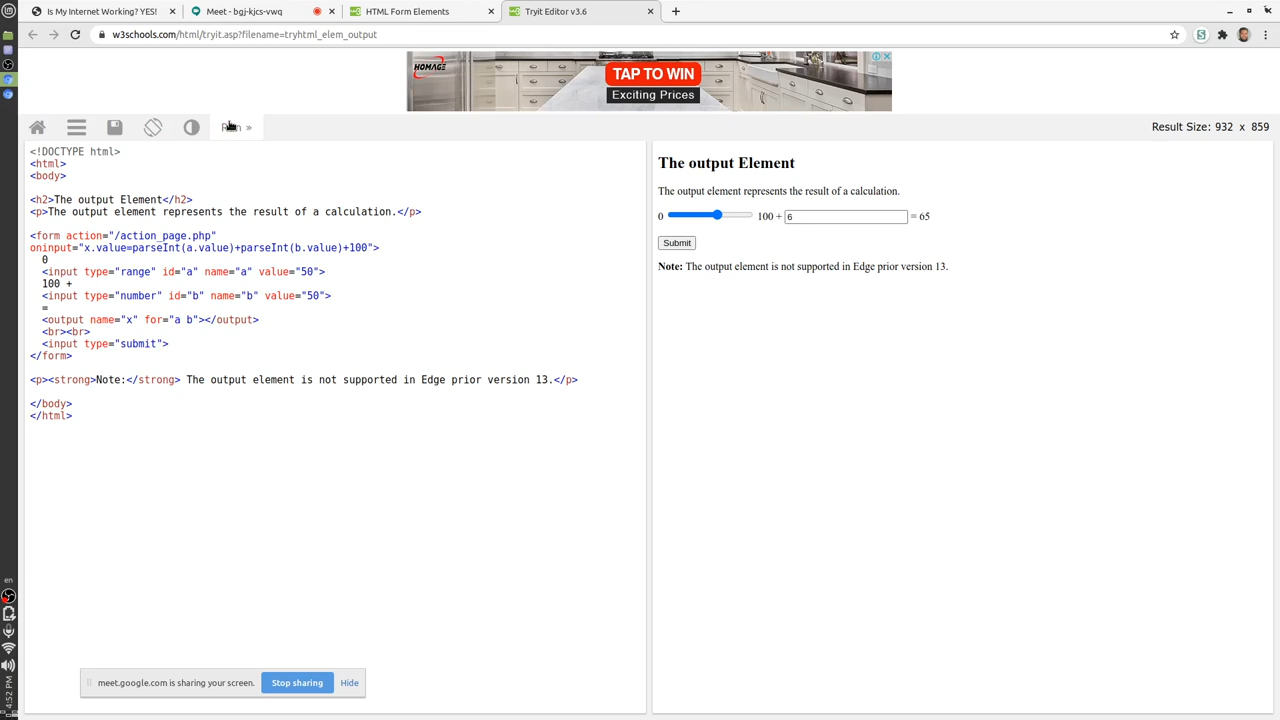 Is My Internet Working? YES!
Meet - bgj-kjcs-vwq
HTML Form Elements
Tryit Editor v3.6
w3schools.com/html/tryit.asp?filename=tryhtml_elem_output
HOMAGE
TAP TO WIN
Exciting Prices
Run »
Result Size: 932 x 859
<!DOCTYPE html>
<html>
<body>
<h2>The output Element</h2>
<p>The output element represents the result of a calculation.</p>
<form action="/action_page.php"
oninput="x.value=parseInt(a.value)+parseInt(b.value)+100">
0
<input type="range" id="a" name="a" value="50">
100 +
<input type="number" id="b" name="b" value="50">
=
<output name="x" for="a b"></output>
<br><br>
<input type="submit">
</form>
<p><strong>Note:</strong> The output element is not supported in Edge prior version 13.</p>
</body>
</html>
The output Element
The output element represents the result of a calculation.
0 100 + 6 = 65
Submit
Note: The output element is not supported in Edge prior version 13.
meet.google.com is sharing your screen.
Stop sharing
Hide
en
4:52 PM